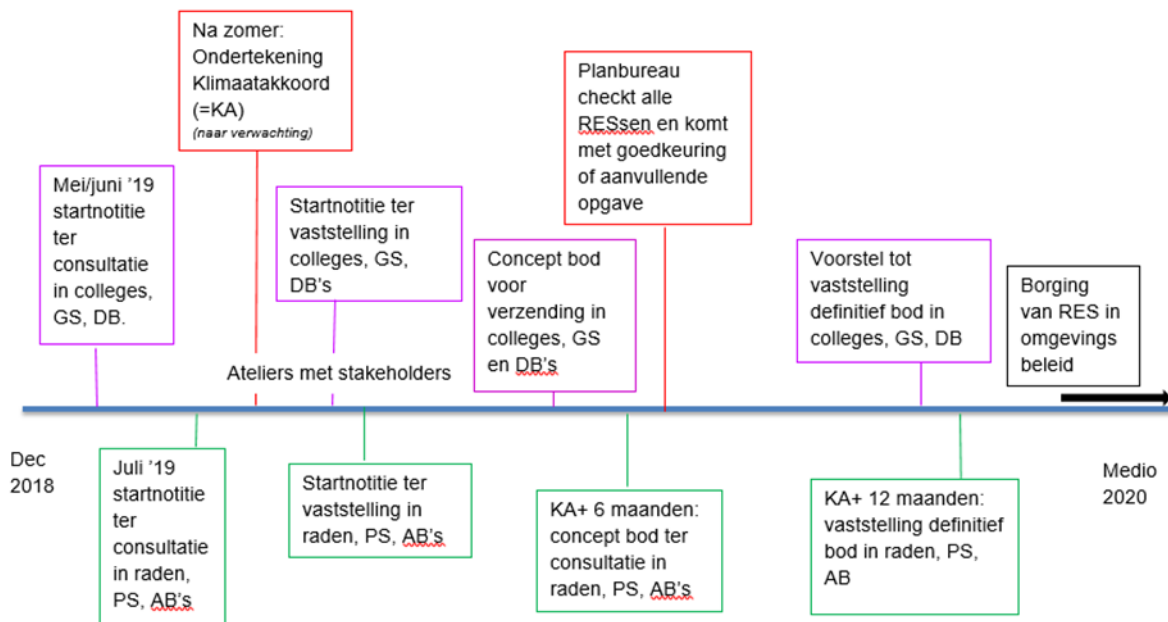 Na zomer:
Ondertekening
Klimaatakkoord
(=KA)
(naar verwachting)
Planbureau
checkt alle
RESsen en komt
met goedkeuring
of aanvullende
opgave
Mei/juni ’19
startnotitie
ter
consultatie
in colleges,
GS, DB.
Startnotitie ter
vaststelling in
colleges, GS,
DB’s
Concept bod
voor
verzending in
colleges, GS
en DB’s
Voorstel tot
vaststelling
definitief bod in
colleges, GS, DB
Borging
van RES in
omgevings
beleid
Ateliers met stakeholders
Dec
2018
Juli ’19
startnotitie
ter
consultatie
in raden,
PS, AB’s
Startnotitie ter
vaststelling in
raden, PS, AB’s
KA+ 6 maanden:
concept bod ter
consultatie in
raden, PS, AB’s
KA+ 12 maanden:
vaststelling definitief
bod in raden, PS,
AB
Medio
2020